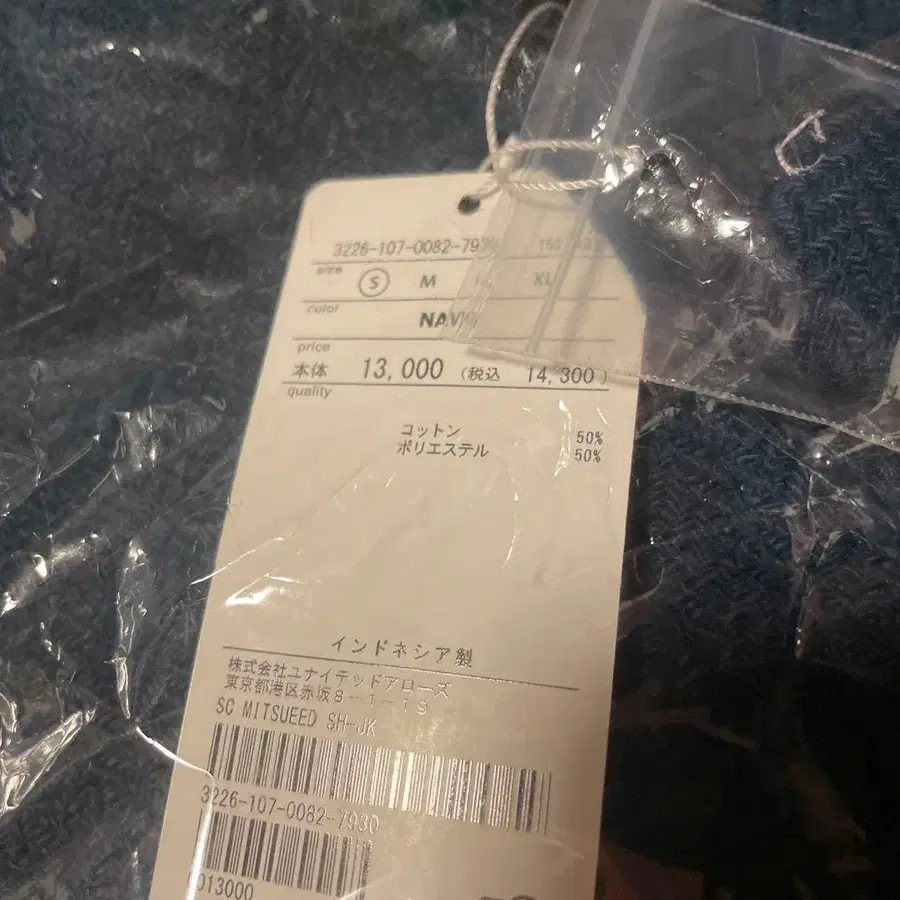 3226-107-0082-793
size
S M XL
color
NAVY
price
本体 13,000 (税込 14,300)
quality
コットン 50%
ポリエステル 50%
インドネシア製
株式会社ユナイテッドアローズ
東京都港区赤坂8-1-19
SC MITSUEED SH-JK
3226-107-0082-7930
013000